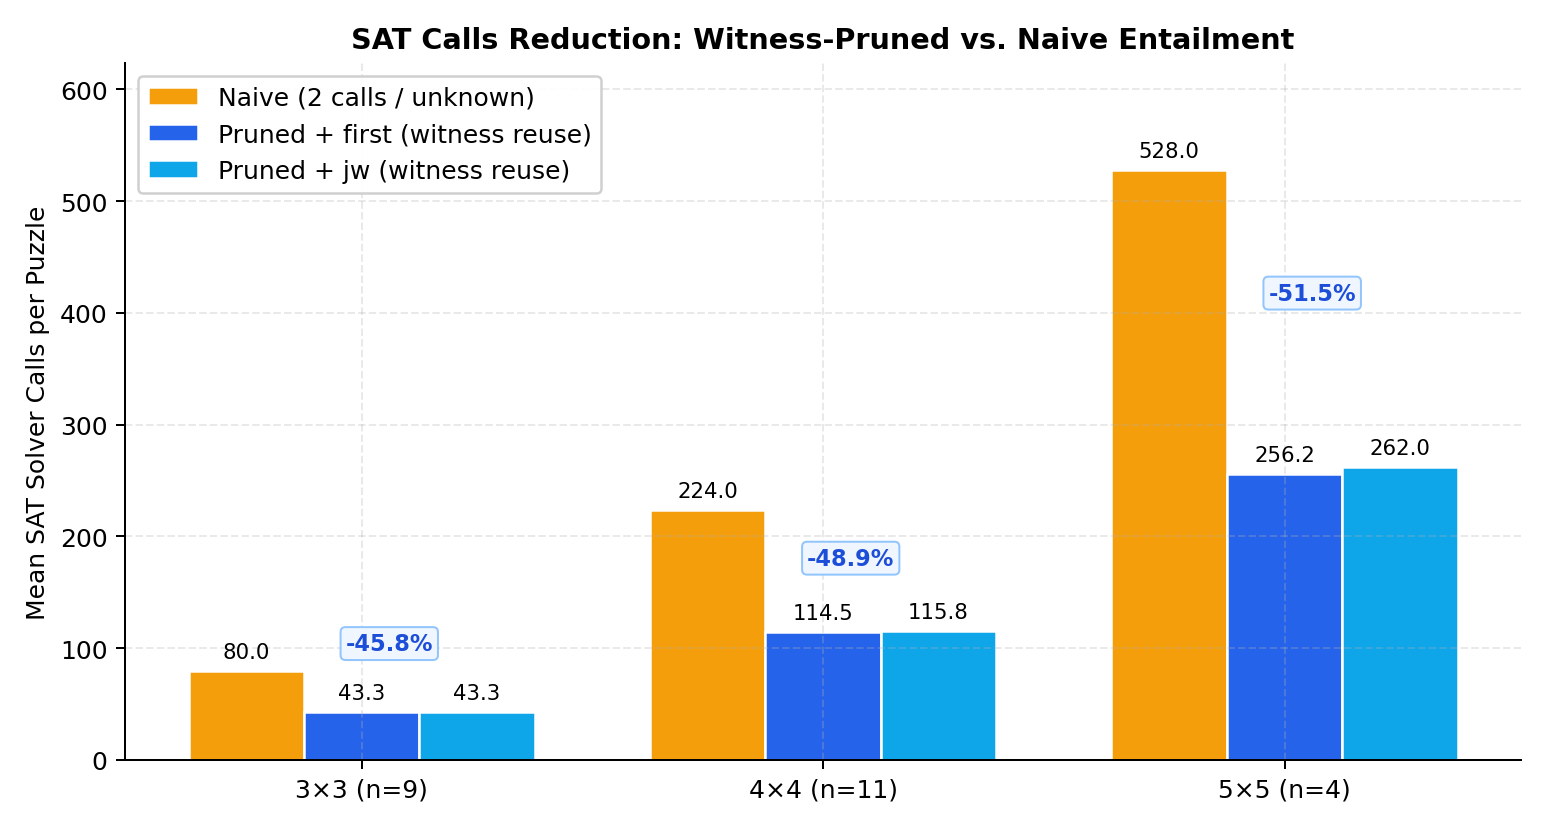 SAT Calls Reduction: Witness-Pruned vs. Naive Entailment
Naive (2 calls / unknown)
Pruned + first (witness reuse)
Pruned + jw (witness reuse)
Mean SAT Solver Calls per Puzzle
600
500
400
300
200
100
0
80.0
43.3
43.3
-45.8%
224.0
114.5
115.8
-48.9%
528.0
256.2
262.0
-51.5%
3×3 (n=9)
4×4 (n=11)
5×5 (n=4)